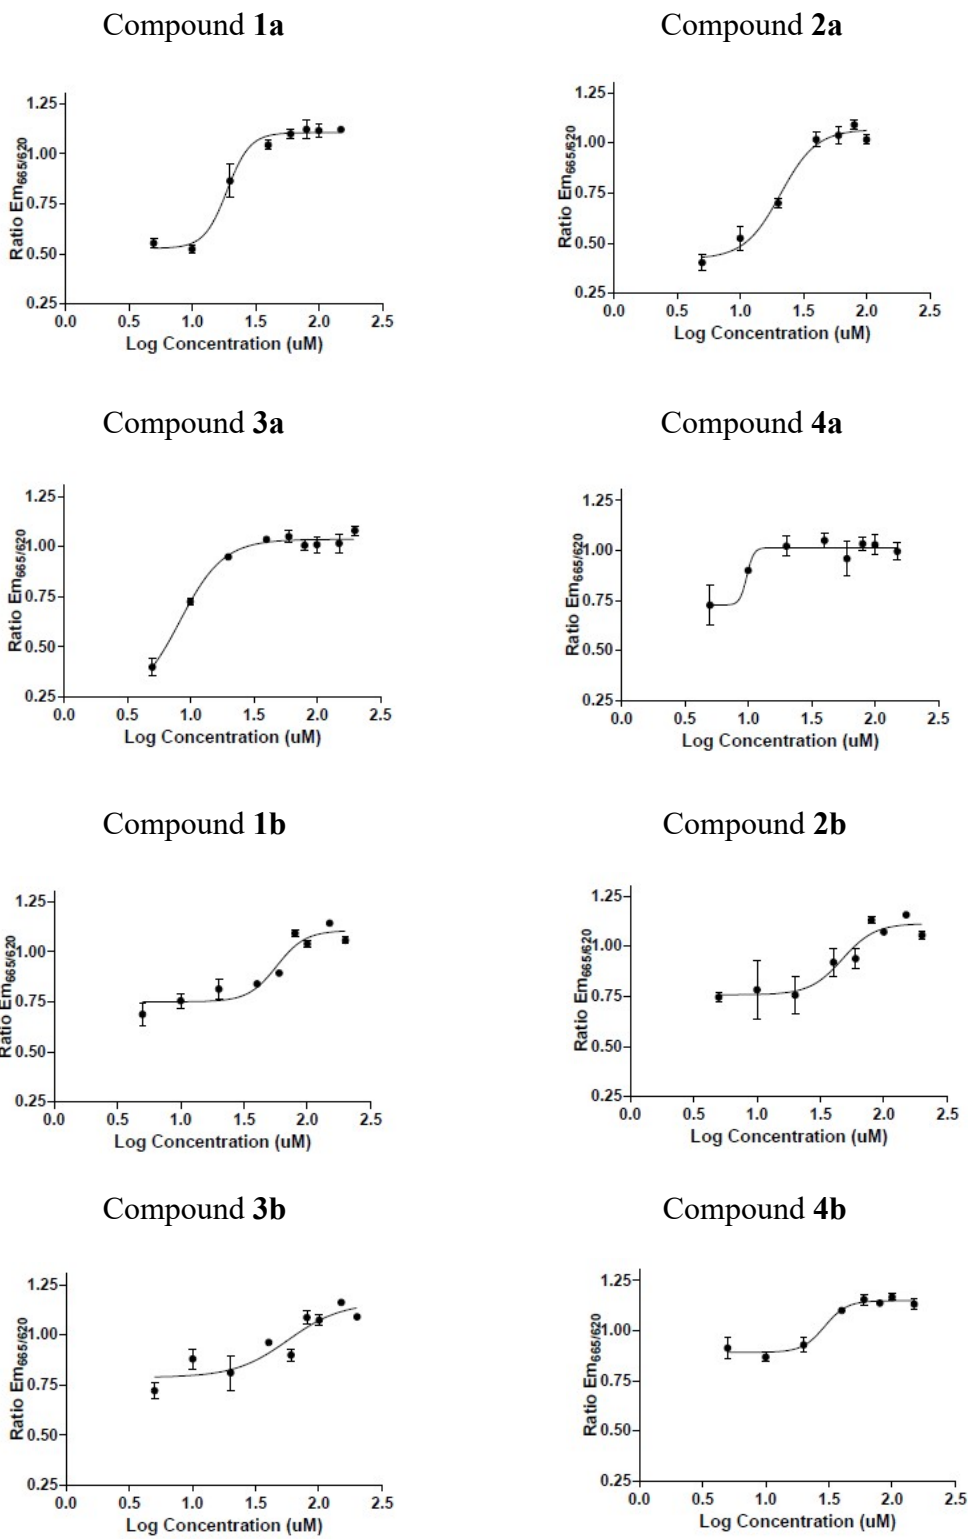 Compound 1a
1.25
1.00
0.75
0.50
0.25
Ratio Em665/620
0.0 0.5 1.0 1.5 2.0 2.5
Log Concentration (uM)
Compound 2a
1.25
1.00
0.75
0.50
0.25
Ratio Em665/620
0.0 0.5 1.0 1.5 2.0 2.5
Log Concentration (uM)
Compound 3a
1.25
1.00
0.75
0.50
0.25
Ratio Em665/620
0.0 0.5 1.0 1.5 2.0 2.5
Log Concentration (uM)
Compound 4a
1.25
1.00
0.75
0.50
0.25
Ratio Em665/620
0.0 0.5 1.0 1.5 2.0 2.5
Log Concentration (uM)
Compound 1b
1.25
1.00
0.75
0.50
0.25
Ratio Em665/620
0.0 0.5 1.0 1.5 2.0 2.5
Log Concentration (uM)
Compound 2b
1.25
1.00
0.75
0.50
0.25
Ratio Em665/620
0.0 0.5 1.0 1.5 2.0 2.5
Log Concentration (uM)
Compound 3b
1.25
1.00
0.75
0.50
0.25
Ratio Em665/620
0.0 0.5 1.0 1.5 2.0 2.5
Log Concentration (uM)
Compound 4b
1.25
1.00
0.75
0.50
0.25
Ratio Em665/620
0.0 0.5 1.0 1.5 2.0 2.5
Log Concentration (uM)